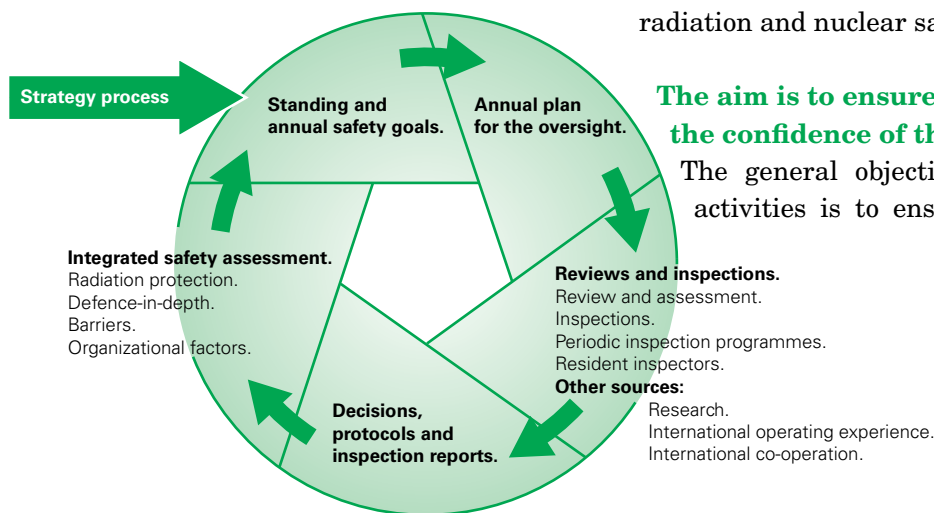 radiation and nuclear sa
Strategy process
Standing and
annual safety goals.
Annual plan
for the oversight.
The aim is to ensure
the confidence of th
The general objecti
activities is to ens
Integrated safety assessment.
Radiation protection.
Defence-in-depth.
Barriers.
Organizational factors.
Reviews and inspections.
Review and assessment.
Inspections.
Periodic inspection programmes.
Resident inspectors.
Other sources:
Research.
International operating experience.
International co-operation.
Decisions,
protocols and
inspection reports.